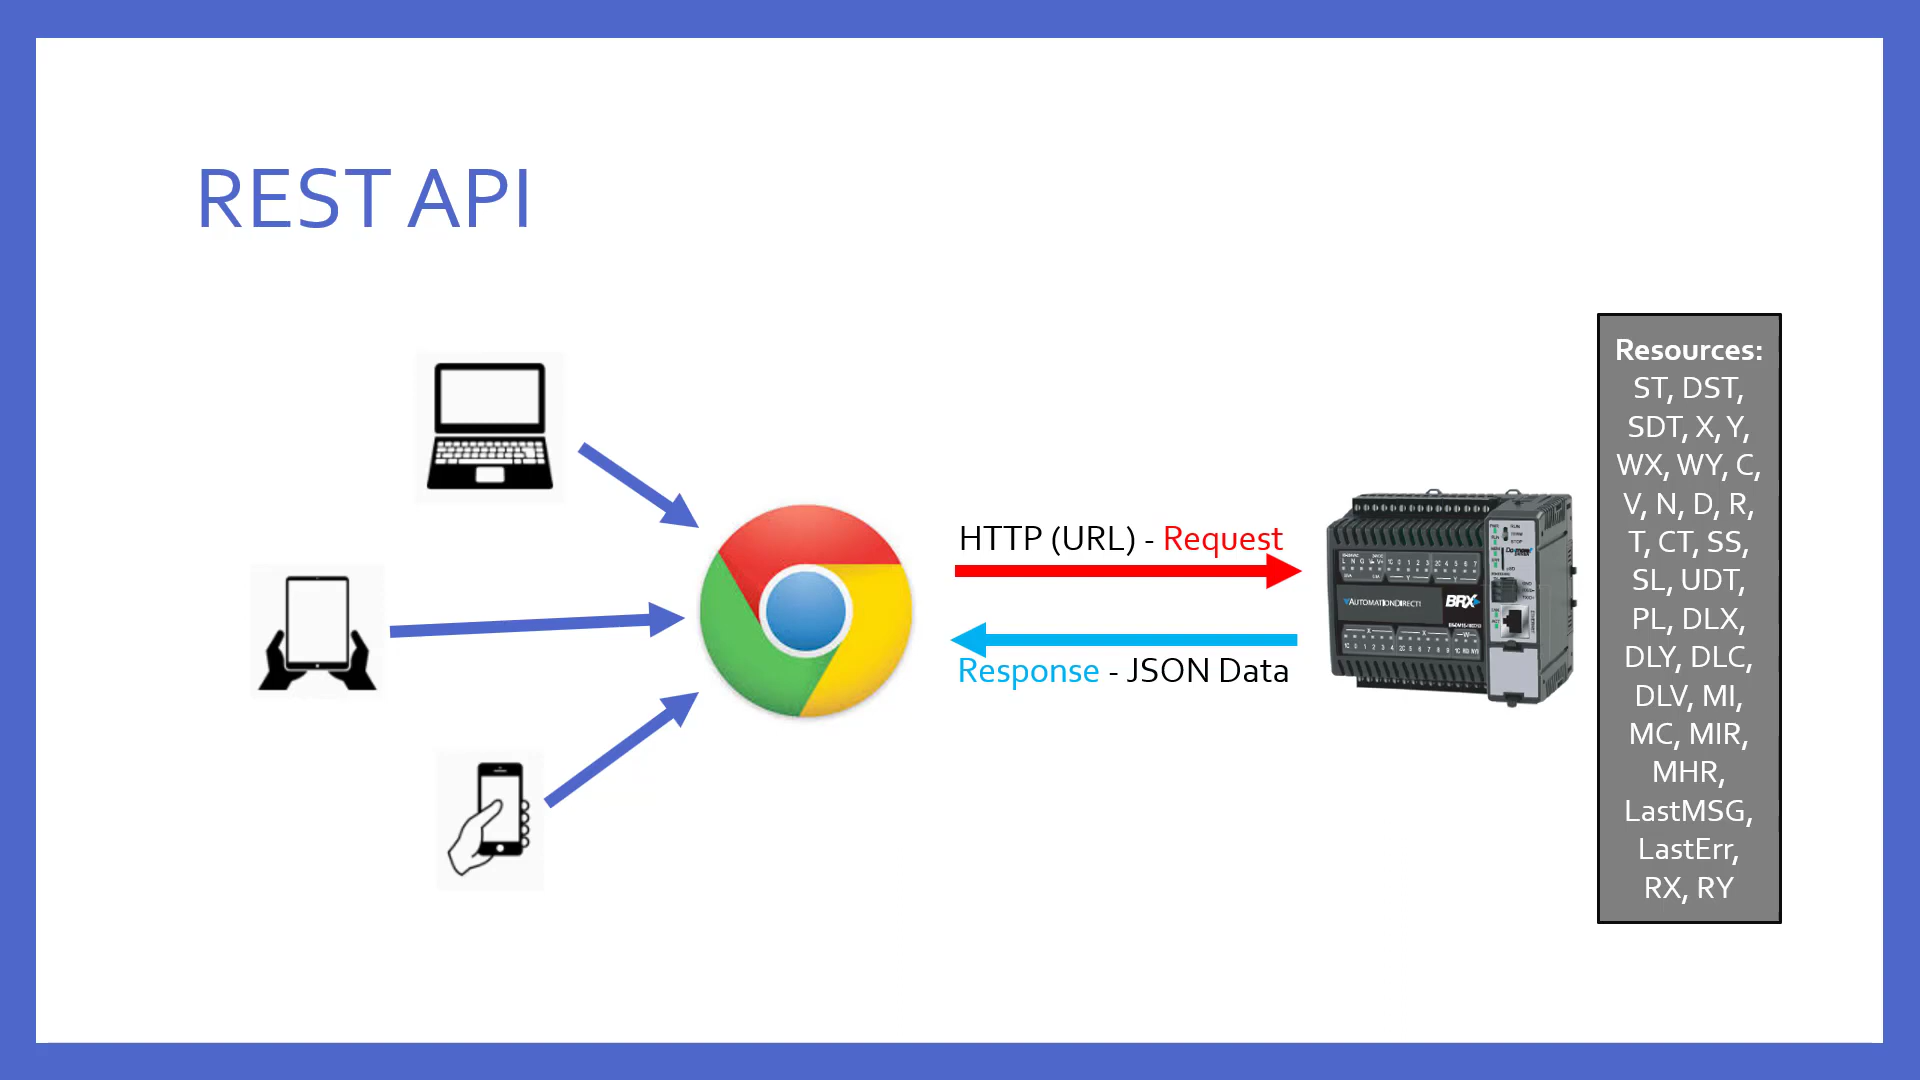 REST API
HTTP (URL) - Request
Response - JSON Data
AUTOMATIONDIRECT
BRX
Resources:
ST, DST,
SDT, X, Y,
WX, WY, C,
V, N, D, R,
T, CT, SS,
SL, UDT,
PL, DLX,
DLY, DLC,
DLV, MI,
MC, MIR,
MHR,
LastMSG,
LastErr,
RX, RY